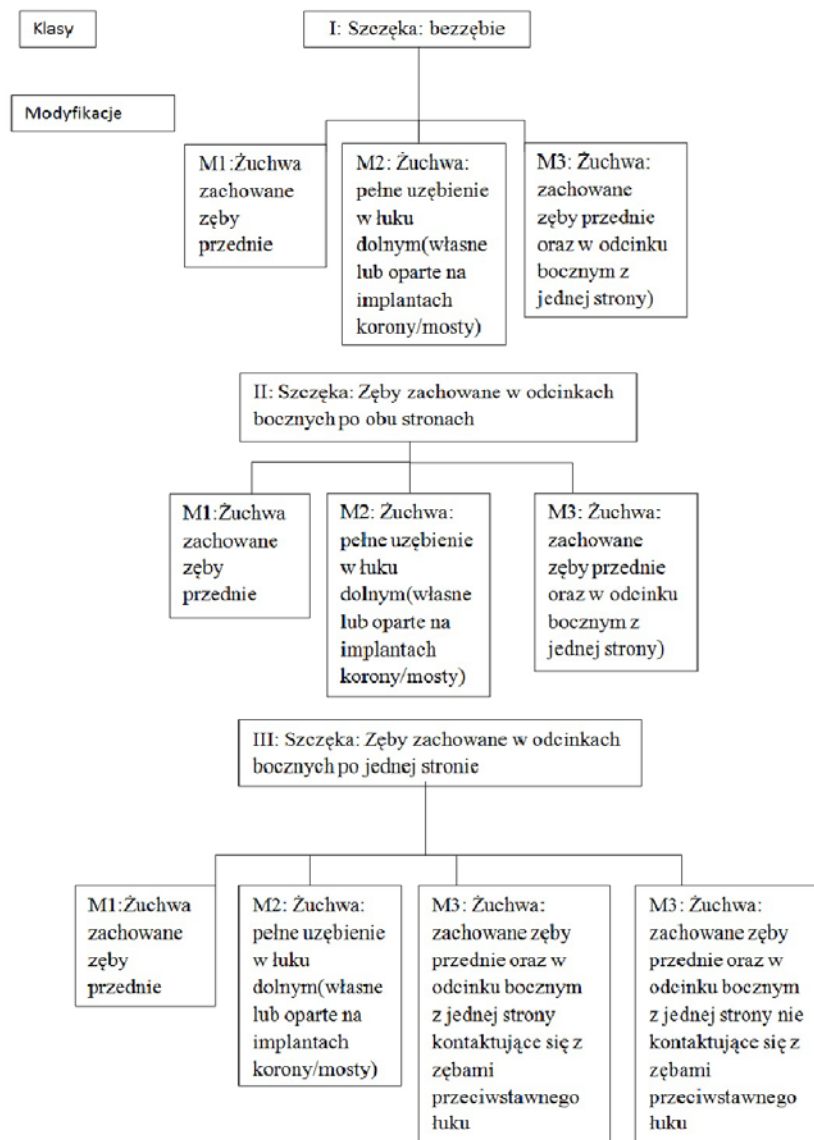 Klasy
I: Szczęka: bezzębie
Modyfikacje
M1:Żuchwa
zachowane
zęby
przednie
M2: Żuchwa:
pełne uzębienie
w łuku
dolnym(własne
lub oparte na
implantach
korony/mosty)
M3: Żuchwa:
zachowane
zęby przednie
oraz w odcinku
bocznym z
jednej strony)
II: Szczęka: Zęby zachowane w odcinkach
bocznych po obu stronach
M1:Żuchwa
zachowane
zęby
przednie
M2: Żuchwa:
pełne uzębienie
w łuku
dolnym(własne
lub oparte na
implantach
korony/mosty)
M3: Żuchwa:
zachowane
zęby przednie
oraz w odcinku
bocznym z
jednej strony)
III: Szczęka: Zęby zachowane w odcinkach
bocznych po jednej stronie
M1:Żuchwa
zachowane
zęby
przednie
M2: Żuchwa:
pełne uzębienie
w łuku
dolnym(własne
lub oparte na
implantach
korony/mosty)
M3: Żuchwa:
zachowane zęby
przednie oraz w
odcinku bocznym
z jednej strony
kontaktujące się z
zębami
przeciwstawnego
łuku
M3: Żuchwa:
zachowane zęby
przednie oraz w
odcinku bocznym
z jednej strony nie
kontaktujące się z
zębami
przeciwstawnego
łuku